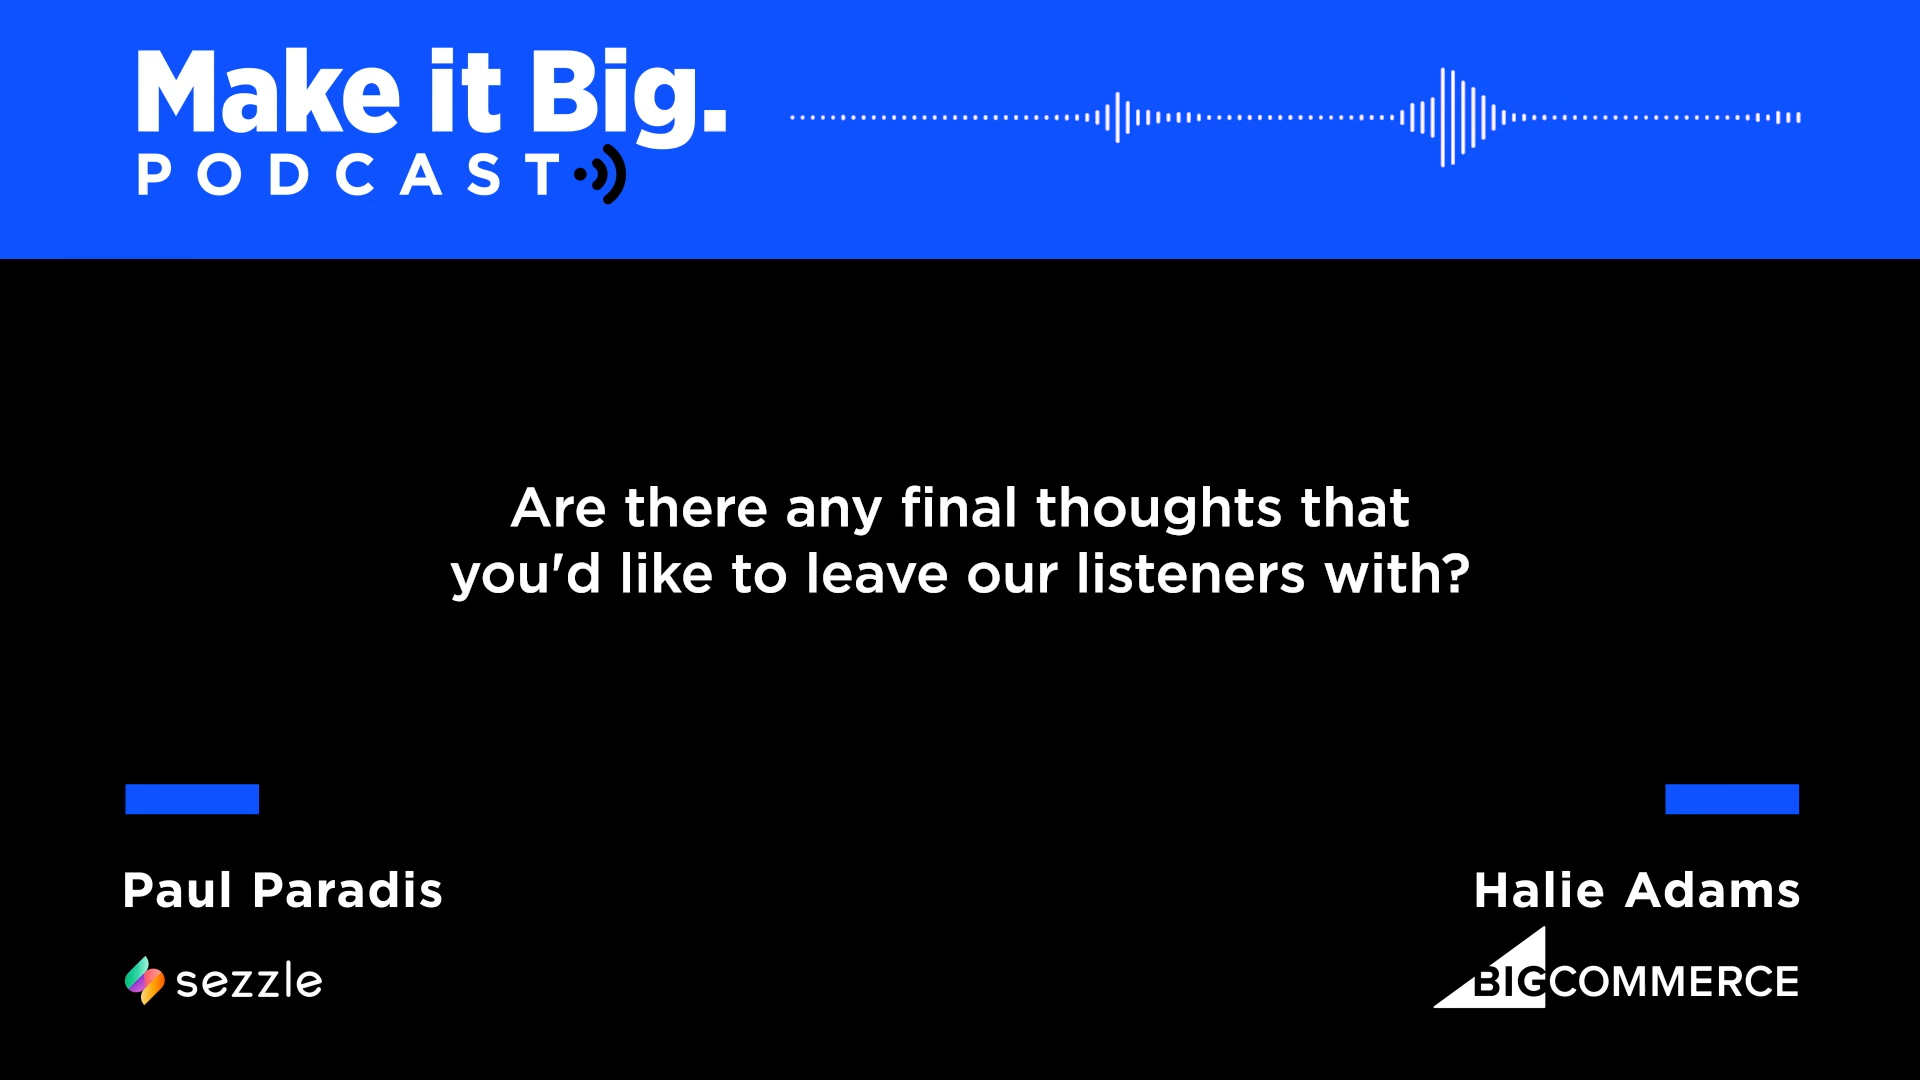 Make it Big.
PODCAST
Are there any final thoughts that
you'd like to leave our listeners with?
Paul Paradis
sezzle
Halie Adams
BIGCOMMERCE